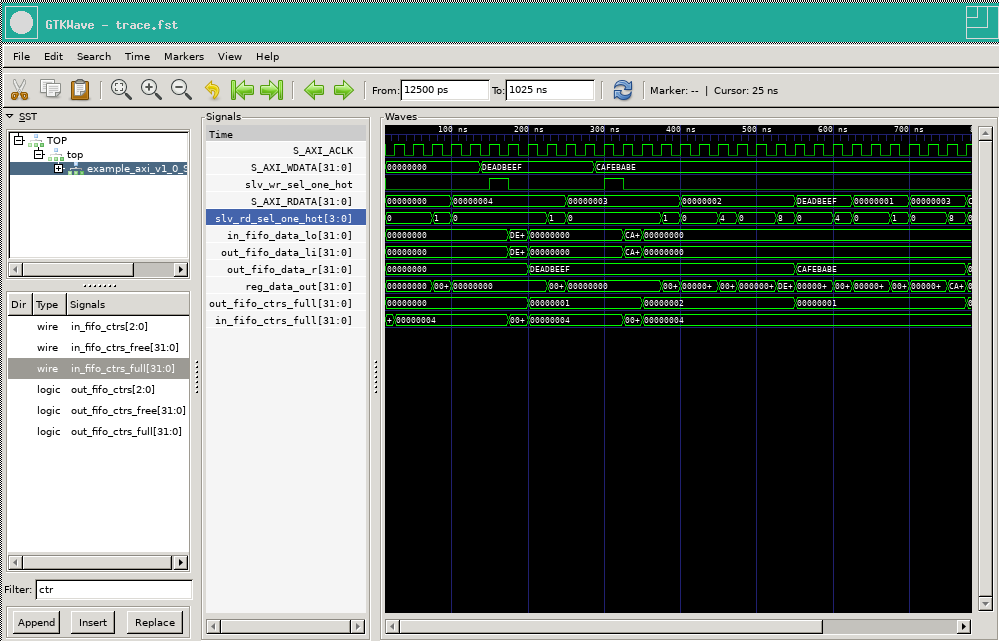 GTKWave - trace.fst
File Edit Search Time Markers View Help
From: 12500 ps To: 1025 ns Marker: -- | Cursor: 25 ns
SST
TOP
top
example_axi_v1_0_S
Dir Type Signals
wire in_fifo_ctrs[2:0]
wire in_fifo_ctrs_free[31:0]
wire in_fifo_ctrs_full[31:0]
logic out_fifo_ctrs[2:0]
logic out_fifo_ctrs_free[31:0]
logic out_fifo_ctrs_full[31:0]
Filter: ctr
Append Insert Replace
Signals
Time
S_AXI_ACLK
S_AXI_WDATA[31:0]
slv_wr_sel_one_hot
S_AXI_RDATA[31:0]
slv_rd_sel_one_hot[3:0]
in_fifo_data_lo[31:0]
out_fifo_data_li[31:0]
out_fifo_data_r[31:0]
reg_data_out[31:0]
out_fifo_ctrs_full[31:0]
in_fifo_ctrs_full[31:0]
Waves
100 ns 200 ns 300 ns 400 ns 500 ns 600 ns 700 ns
00000000 DEADBEEF CAFEBABE
00000000 00000004 00000003 00000002 DEADBEEF 00000001 00000003
0 1 0 1 0 1 0 4 0 8 0 4 0 1 0 8 0
00000000 DE+ 00000000 CA+ 00000000
00000000 DE+ 00000000 CA+ 00000000
00000000 DEADBEEF CAFEBABE
00000000 00+ 00000000 00+ 00000000 00+ 00000+ 00+ 000000+ DE+ 00000+ 00+ 00000+ 00+ 00000+ CA+
00000000 00000001 00000002 00000001
+ 00000004 00+ 00000004 00+ 00000004